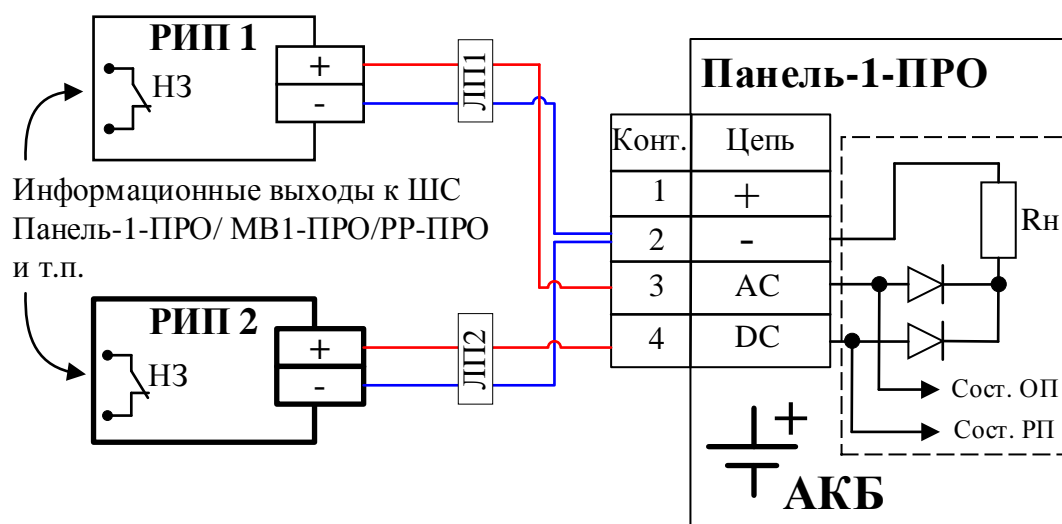 РИП 1
+
-
НЗ
ЛП1
Информационные выходы к ШС
Панель-1-ПРО/ МВ1-ПРО/РР-ПРО
и т.п.
РИП 2
+
-
НЗ
ЛП2
Панель-1-ПРО
Конт. Цепь
1 +
2 -
3 AC
4 DC
Rн
Сост. ОП
Сост. РП
+
АКБ